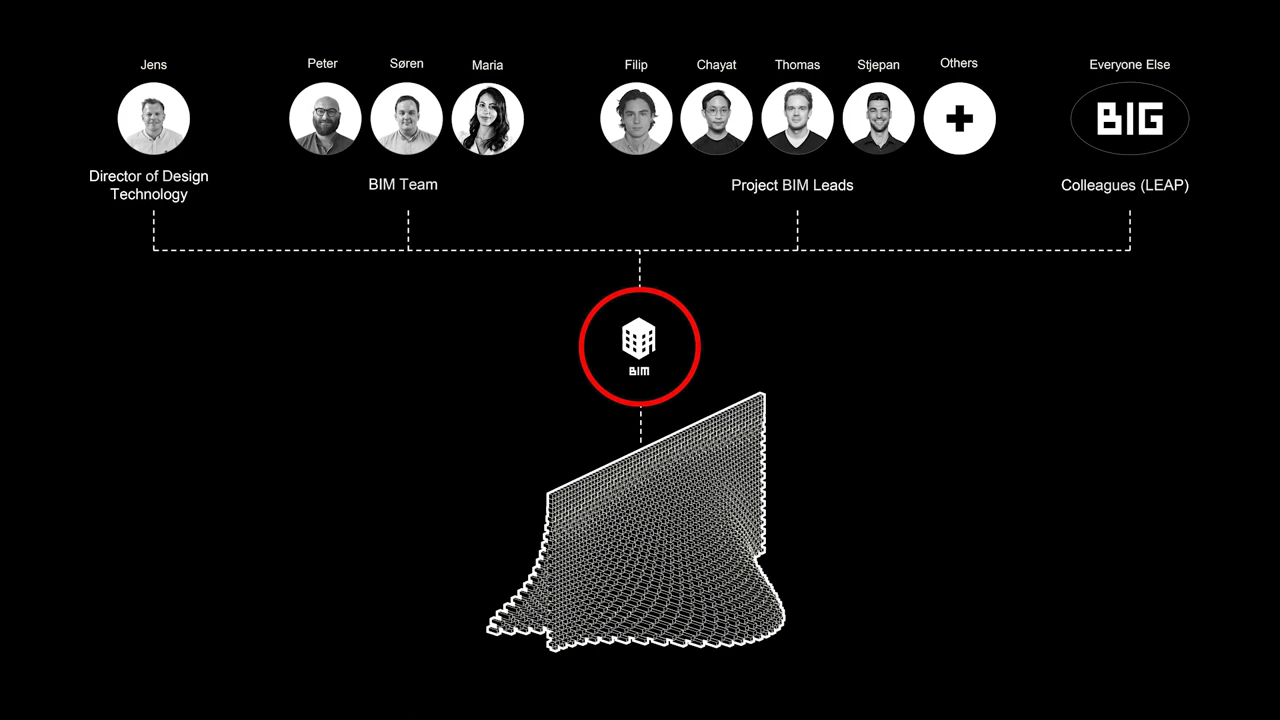 Jens
Peter
Søren
Maria
Filip
Chayat
Thomas
Stjepan
Others
Everyone Else
BIG
Director of Design
Technology
BIM Team
Project BIM Leads
Colleagues (LEAP)
BIM